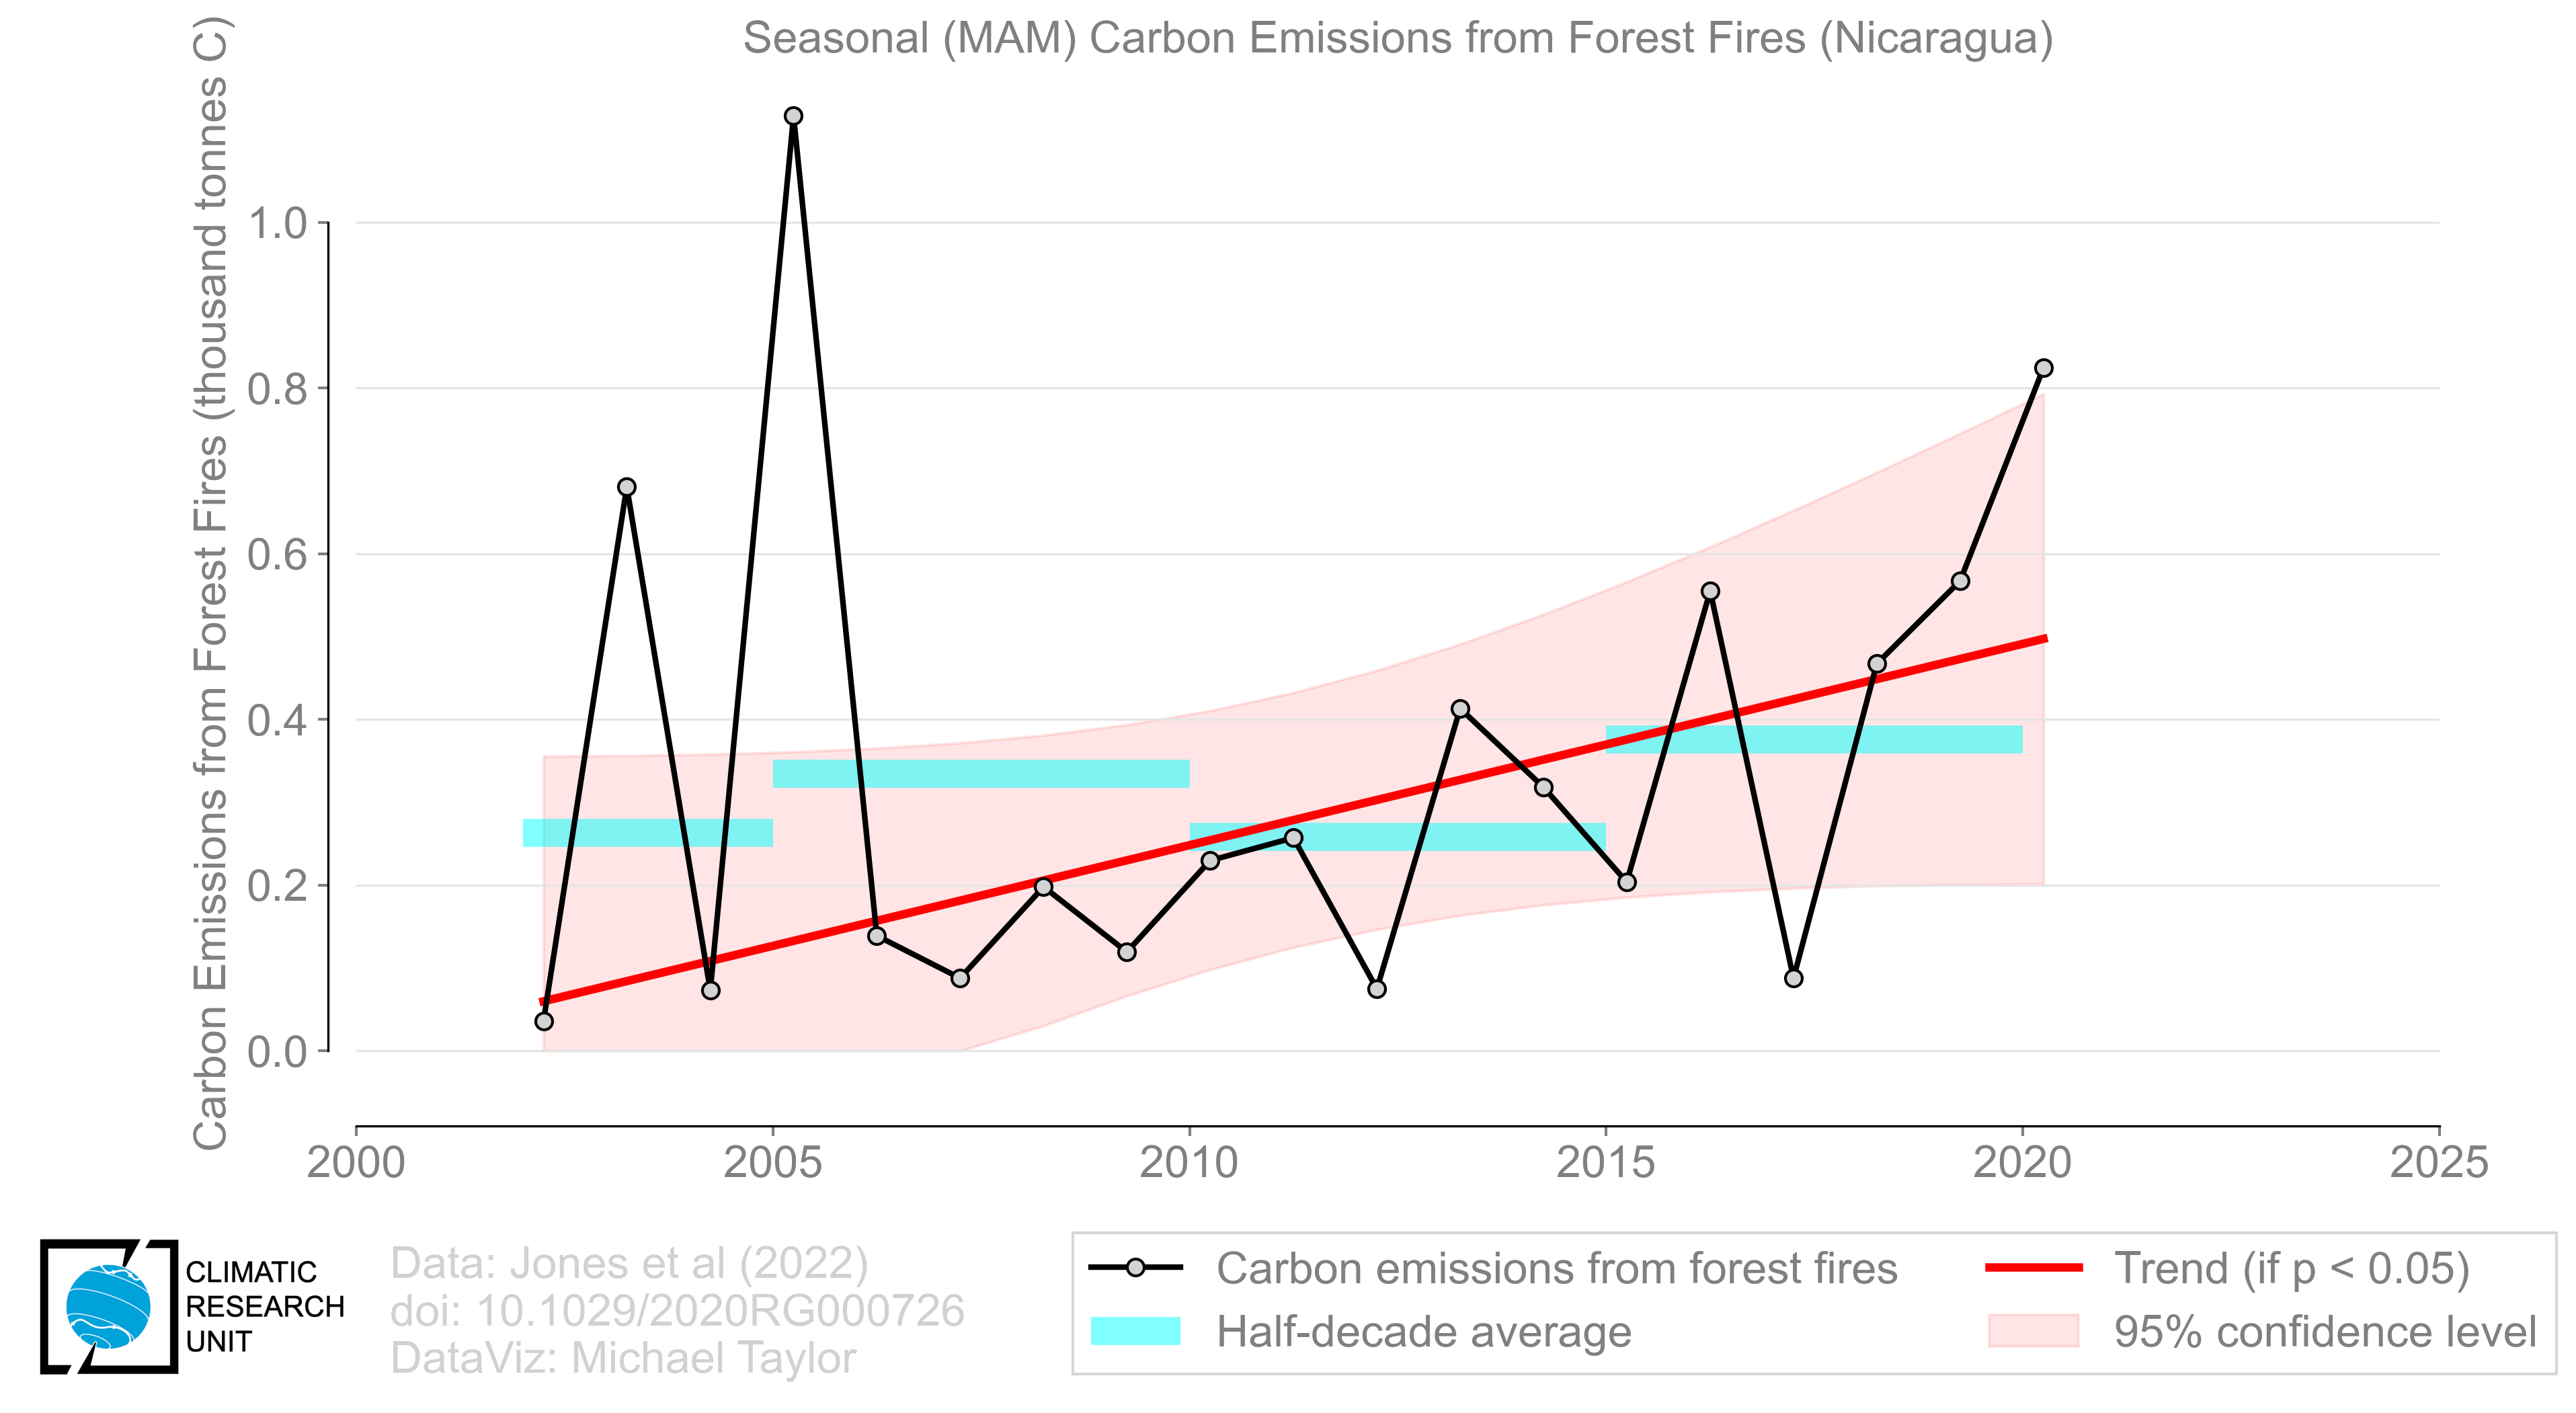 Seasonal (MAM) Carbon Emissions from Forest Fires (Nicaragua)
Carbon Emissions from Forest Fires (thousand tonnes C)
1.0
0.8
0.6
0.4
0.2
0.0
2000 2005 2010 2015 2020 2025
CLIMATIC
RESEARCH
UNIT
Data: Jones et al (2022)
doi: 10.1029/2020RG000726
DataViz: Michael Taylor
Carbon emissions from forest fires
Half-decade average
Trend (if p < 0.05)
95% confidence level